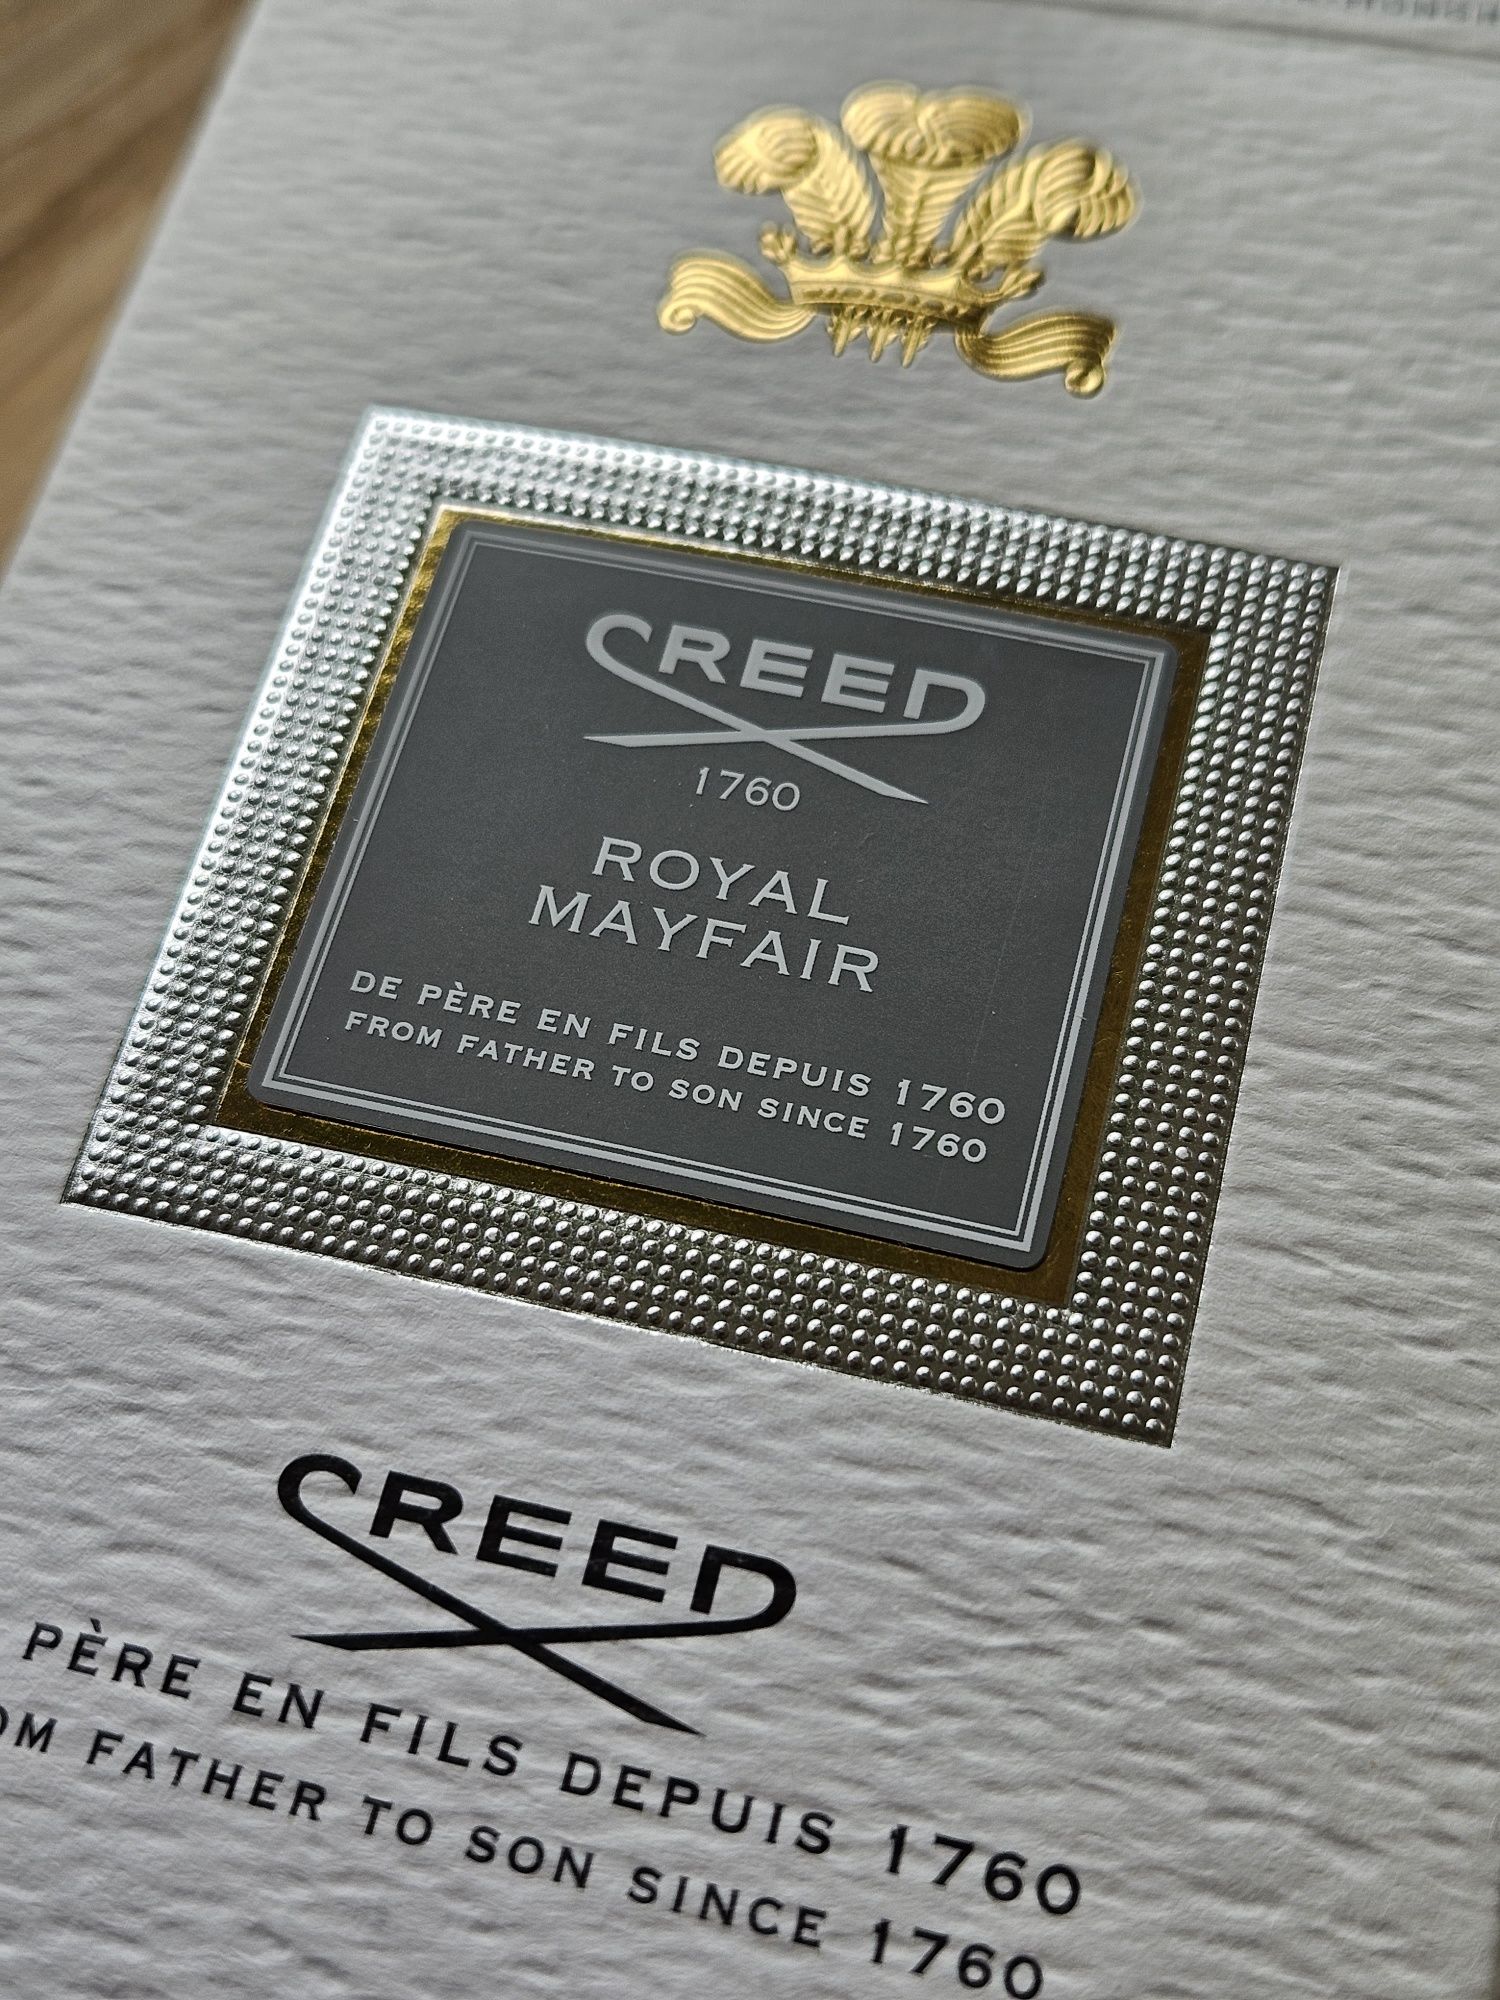 CREED
1760
ROYAL
MAYFAIR
DE PÈRE EN FILS DEPUIS 1760
FROM FATHER TO SON SINCE 1760
CREED
PÈRE EN FILS DEPUIS 1760
OM FATHER TO SON SINCE 1760